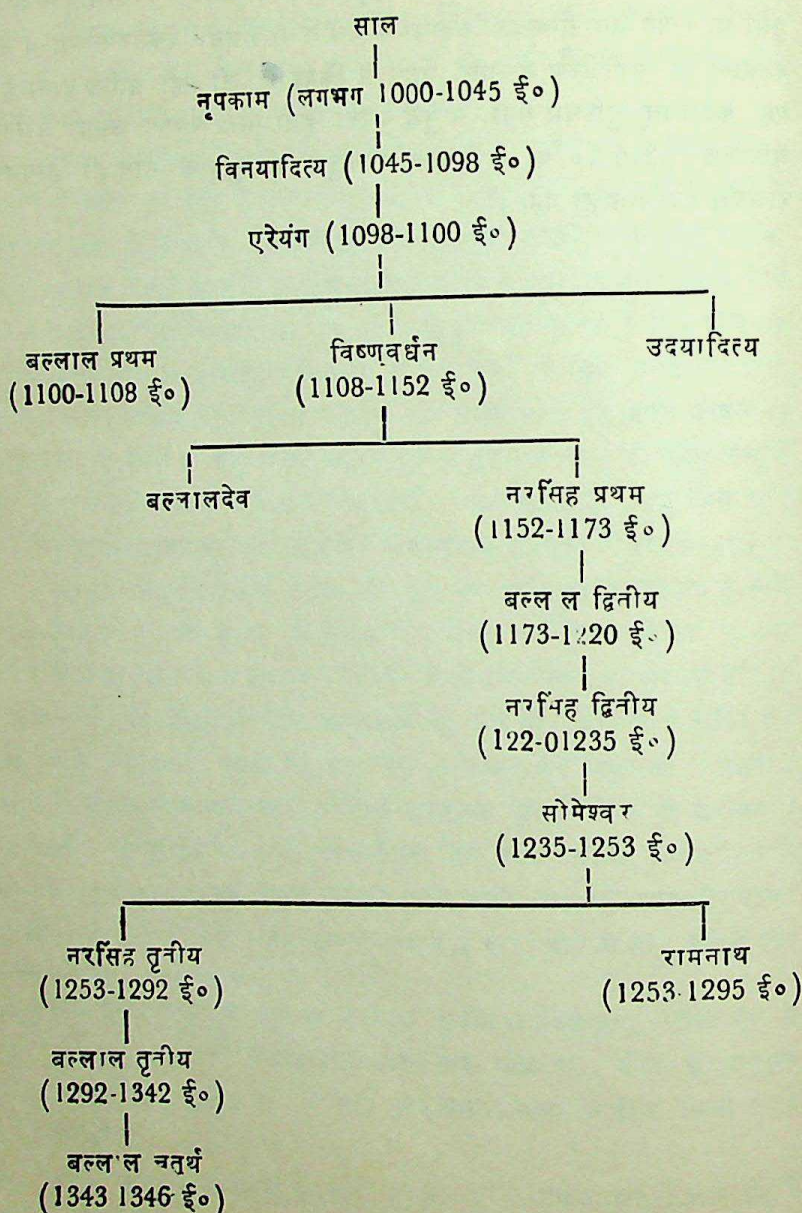 साल
नृपकाम (लगभग 1000-1045 ई०)
विनयादित्य (1045-1098 ई०)
एरेयंग (1098-1100 ई०)
बल्लाल प्रथम
(1100-1108 ई०)
विष्णुवर्धन
(1108-1152 ई०)
उदयादित्य
बल्लालदेव
नरसिंह प्रथम
(1152-1173 ई०)
बल्लाल द्वितीय
(1173-1220 ई०)
नरसिंह द्वितीय
(122-01235 ई०)
सोमेश्वर
(1235-1253 ई०)
नरसिंह तृतीय
(1253-1292 ई०)
रामनाथ
(1253-1295 ई०)
बल्लाल तृतीय
(1292-1342 ई०)
बल्लाल चतुर्थ
(1343 1346 ई०)